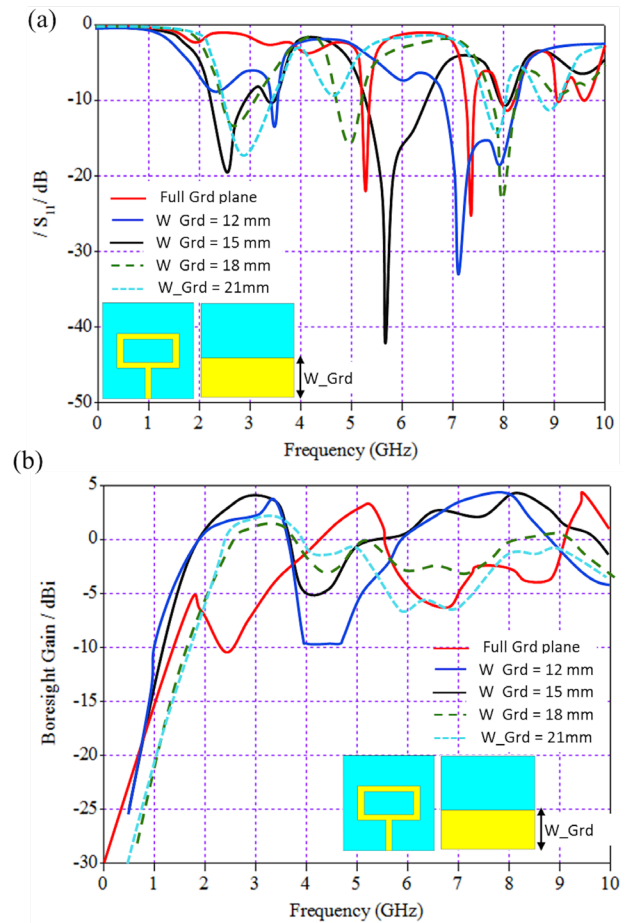 (a)
/ S11/ dB
-0
-10
-20
-30
-40
-50
Full Grd plane
W Grd = 12 mm
W Grd = 15 mm
W Grd = 18 mm
W_Grd = 21mm
W_Grd
0 1 2 3 4 5 6 7 8 9 10
Frequency (GHz)
(b)
Boresight Gain / dBi
5
0
-5
-10
-15
-20
-25
-30
Full Grd plane
W Grd = 12 mm
W Grd = 15 mm
W Grd = 18 mm
W_Grd = 21mm
W_Grd
0 1 2 3 4 5 6 7 8 9 10
Frequency (GHz)